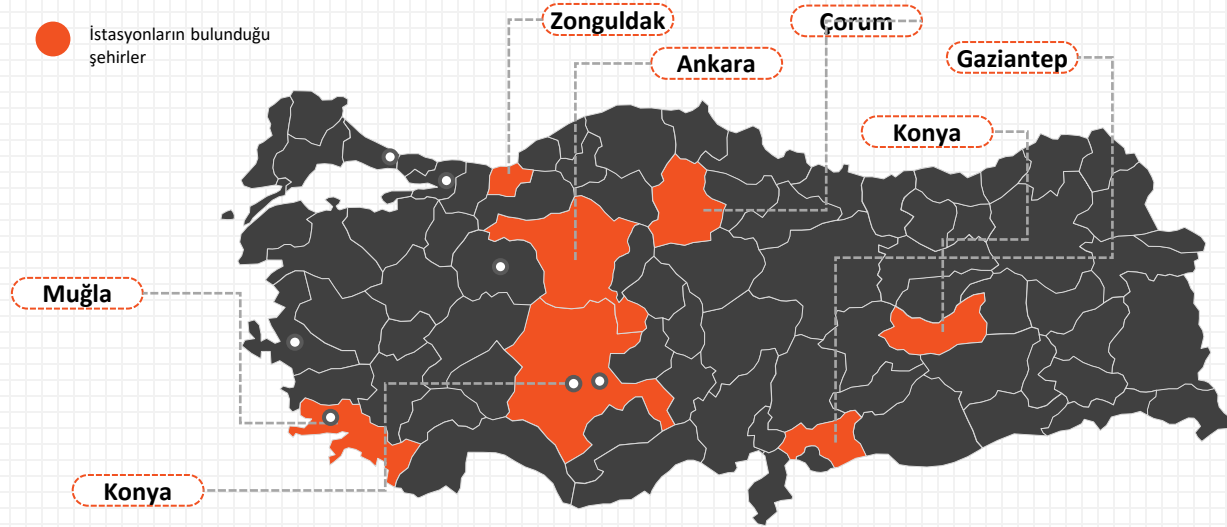 İstasyonların bulunduğu
şehirler
Zonguldak
Çorum
Ankara
Gaziantep
Konya
Muğla
Konya